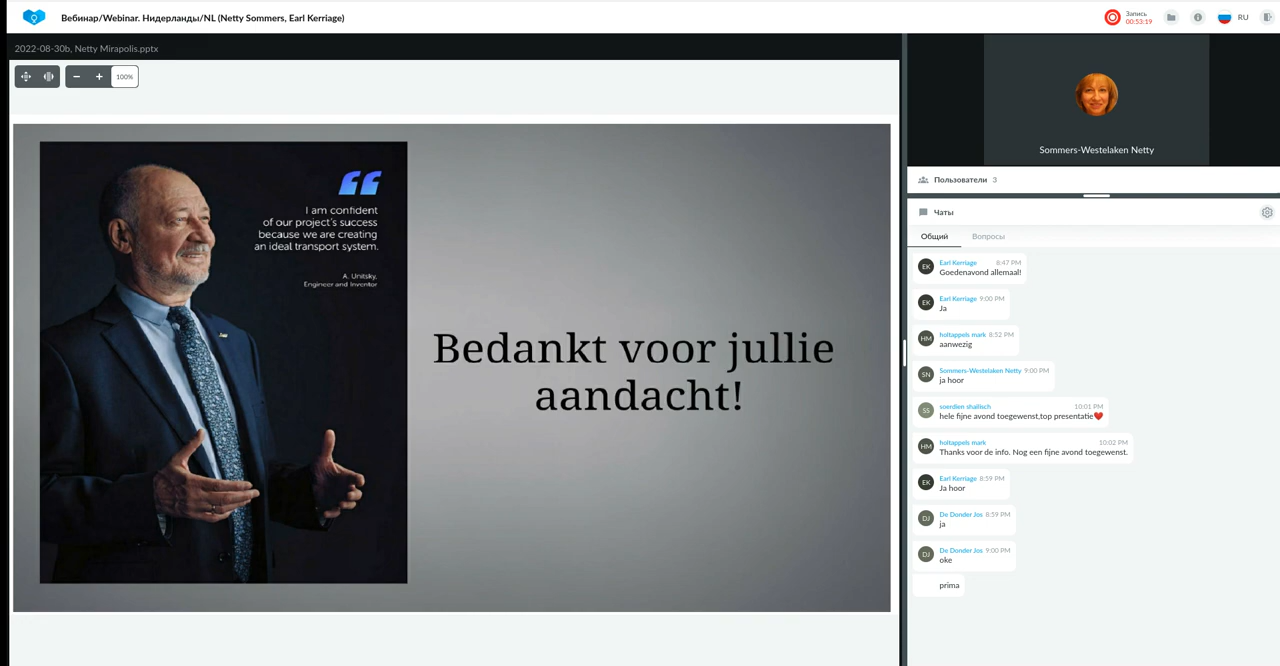 Вебинар/Webinar. Нидерланды/NL (Netty Sommers, Earl Kerriage)
Запись
00:53:19
RU
2022-08-30b, Netty Mirapolis.pptx
100%
I am confident
of our project's success
because we are creating
an ideal transport system.
A. Unitsky,
Engineer and Inventor
Bedankt voor jullie
aandacht!
Sommers-Westelaken Netty
Пользователи 3
Чаты
Общий Вопросы
EK Earl Kerriage 8:47 PM
Goedenavond allemaal!
EK Earl Kerriage 9:00 PM
Ja
HM holtappels mark 8:52 PM
aanwezig
SN Sommers-Westelaken Netty 9:00 PM
ja hoor
SS soerdien shailisch 10:01 PM
hele fijne avond toegewenst,top presentatie❤️
HM holtappels mark 10:02 PM
Thanks voor de info. Nog een fijne avond toegewenst.
EK Earl Kerriage 8:59 PM
Ja hoor
DJ De Donder Jos 8:59 PM
ja
DJ De Donder Jos 9:00 PM
oke
prima